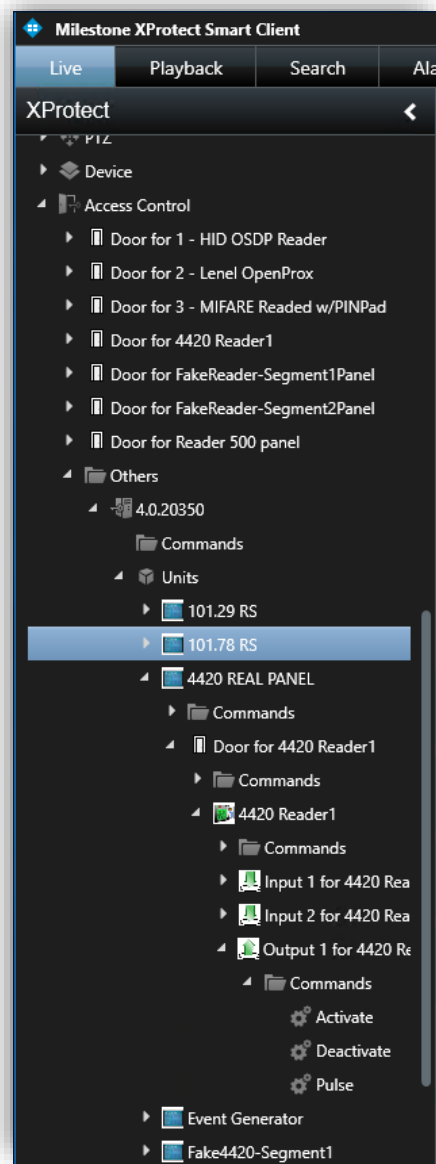 Milestone XProtect Smart Client
Live Playback Search Ala
XProtect
PTZ
Device
Access Control
Door for 1 - HID OSDP Reader
Door for 2 - Lenel OpenProx
Door for 3 - MIFARE Readed w/PINPad
Door for 4420 Reader1
Door for FakeReader-Segment1Panel
Door for FakeReader-Segment2Panel
Door for Reader 500 panel
Others
4.0.20350
Commands
Units
101.29 RS
101.78 RS
4420 REAL PANEL
Commands
Door for 4420 Reader1
Commands
4420 Reader1
Commands
Input 1 for 4420 Rea
Input 2 for 4420 Rea
Output 1 for 4420 Re
Commands
Activate
Deactivate
Pulse
Event Generator
Fake4420-Segment1